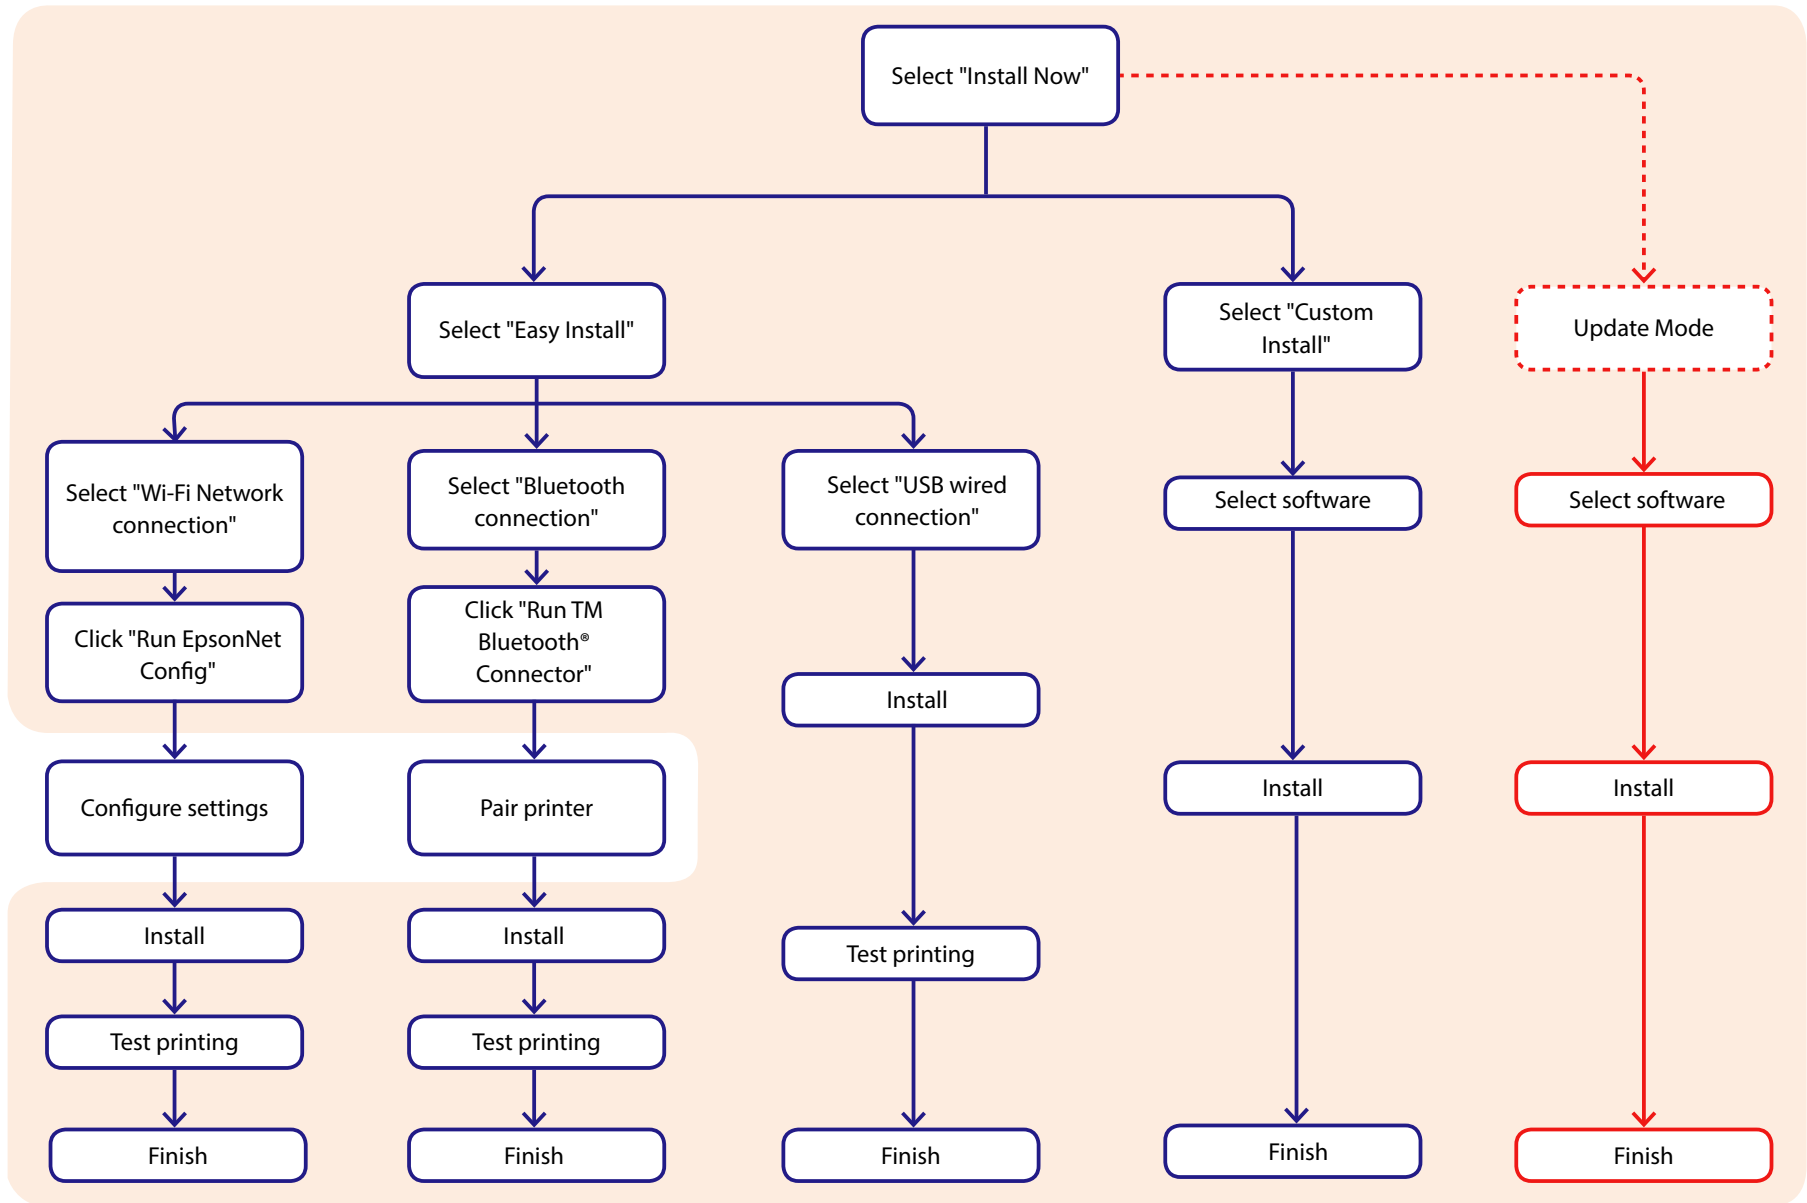 Select "Install Now"
Select "Easy Install"
Select "Custom
Install"
Update Mode
Select "Wi-Fi Network
connection"
Select "Bluetooth
connection"
Select "USB wired
connection"
Select software
Select software
Click "Run EpsonNet
Config"
Click "Run TM
Bluetooth®
Connector"
Install
Configure settings
Pair printer
Install
Install
Install
Install
Test printing
Test printing
Test printing
Finish
Finish
Finish
Finish
Finish